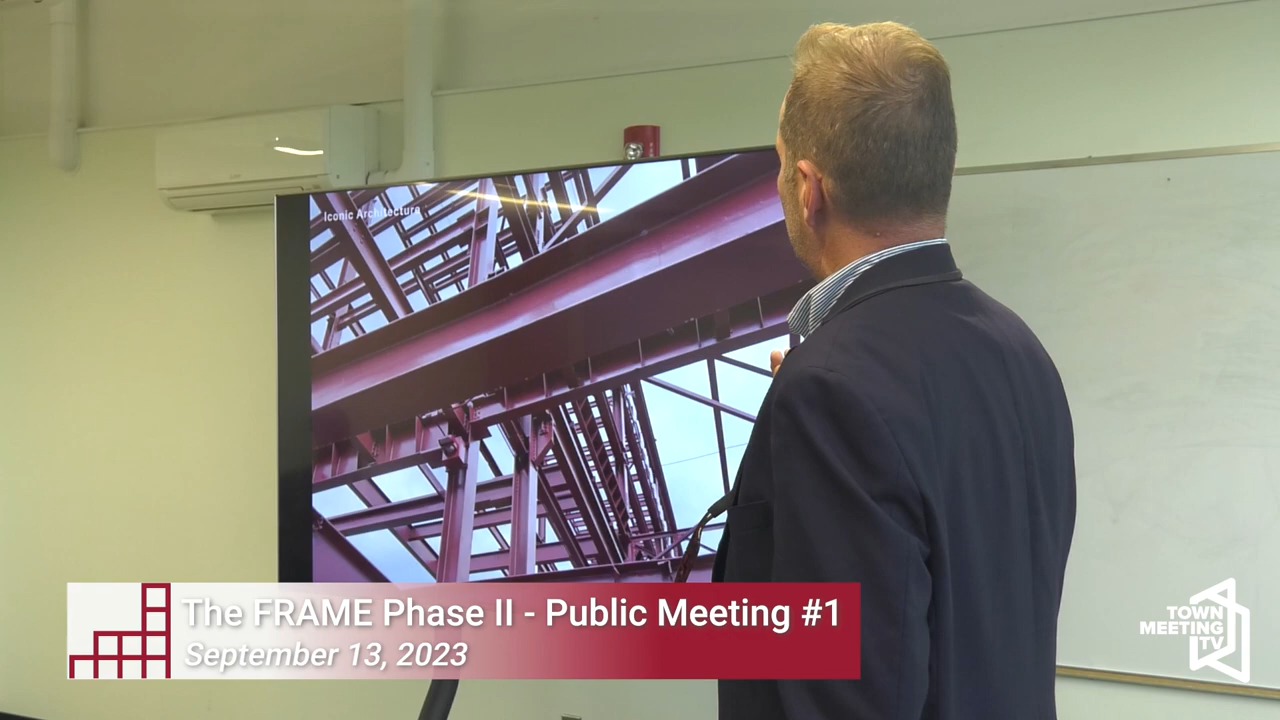 Iconic Architecture
The FRAME Phase II - Public Meeting #1
September 13, 2023
TOWN
MEETING
TV